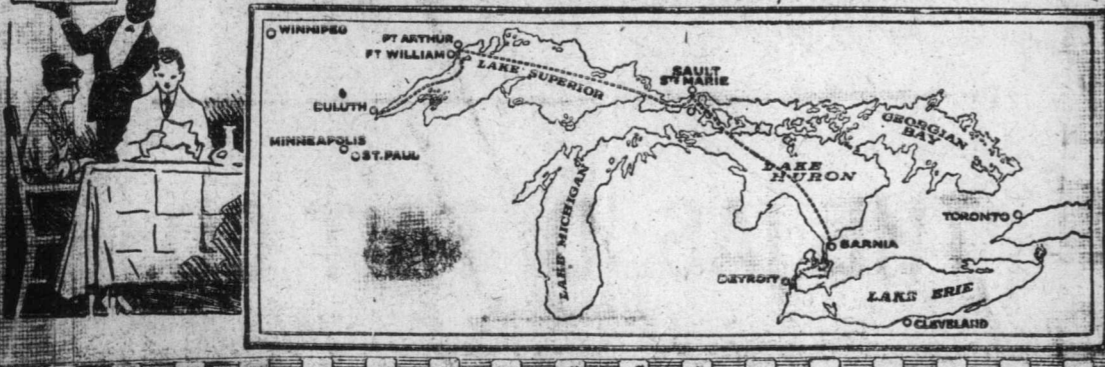 WINNIPEG
PT ARTHUR
FT WILLIAM
LAKE SUPERIOR
SAULT
STE MARIE
DULUTH
GEORGIAN
BAY
MINNEAPOLIS
ST. PAUL
LAKE
HURON
LAKE MICHIGAN
TORONTO
SARNIA
DETROIT
LAKE ERIE
CLEVELAND